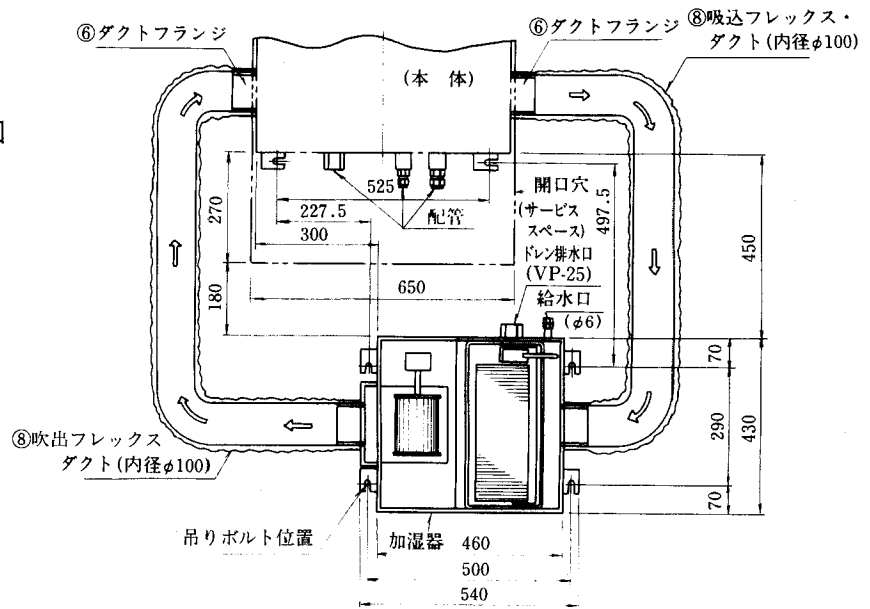 ⑥ダクトフランジ
⑥ダクトフランジ
⑧吸込フレックス・
ダクト(内径φ100)
(本 体)
525
227.5
300
配管
270
180
650
開口穴
(サービス
スペース)
ドレン排水口
(VP-25)
給水口
(φ6)
497.5
450
70
290
430
70
⑧吹出フレックス
ダクト(内径φ100)
吊りボルト位置
加湿器
460
500
540